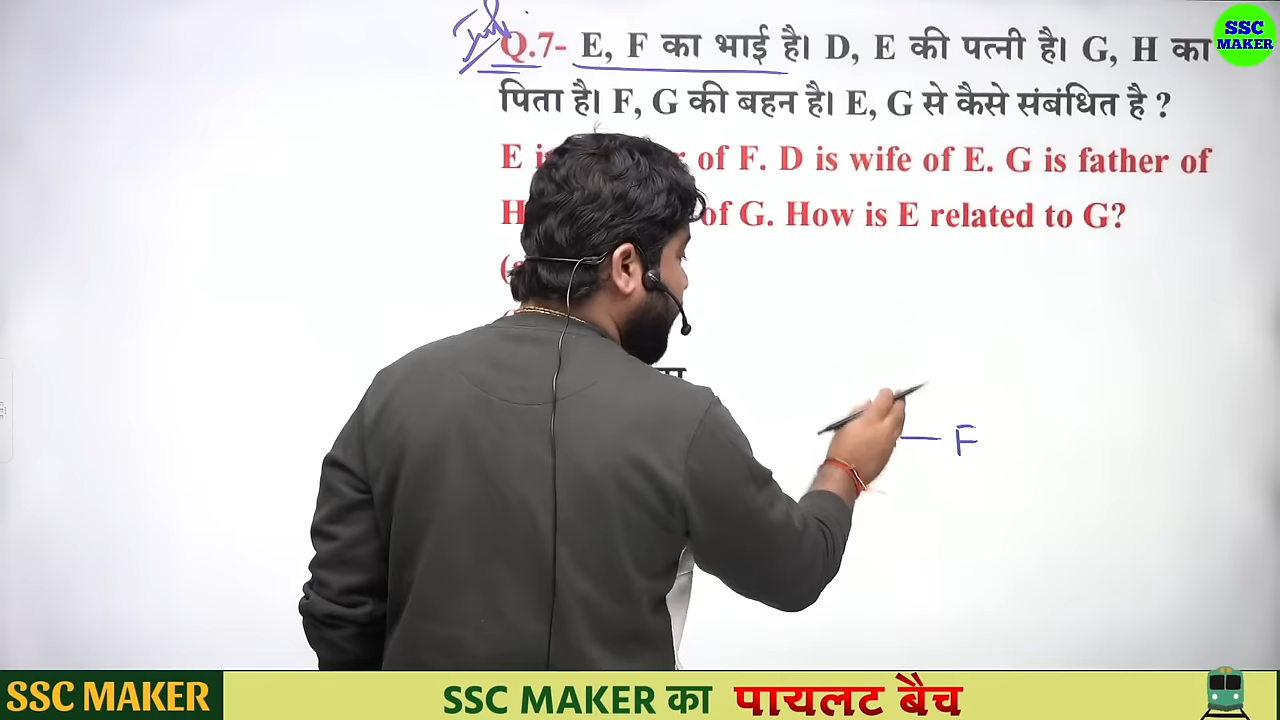 SSC
MAKER
Q.7- E, F का भाई है। D, E की पत्नी है। G, H का
पिता है। F, G की बहन है। E, G से कैसे संबंधित है ?
E of F. D is wife of E. G is father of
H of G. How is E related to G?
F
SSC MAKER SSC MAKER का पायलट बैच